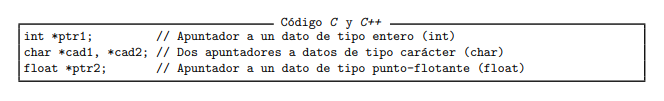 Código C y C++
int *ptr1; // Apuntador a un dato de tipo entero (int)
char *cad1, *cad2; // Dos apuntadores a datos de tipo carácter (char)
float *ptr2; // Apuntador a un dato de tipo punto-flotante (float)